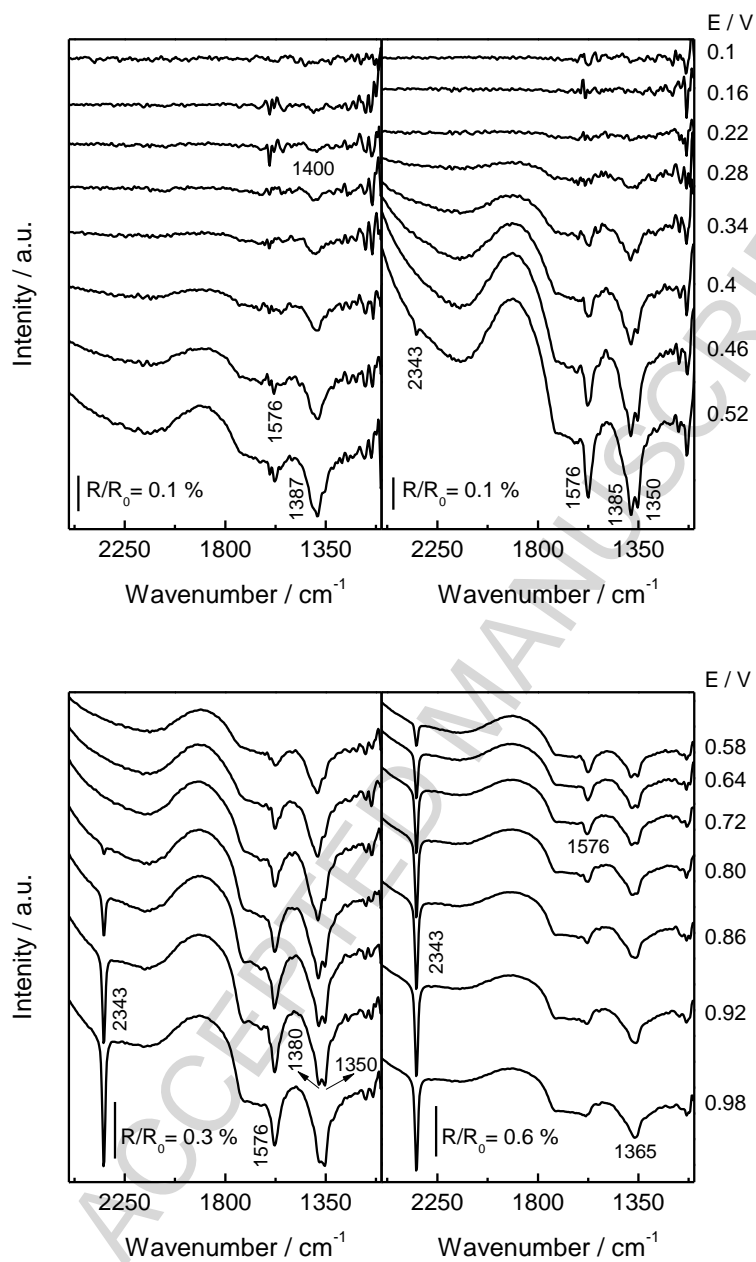 E / V
0.1
0.16
0.22
0.28
0.34
0.4
0.46
0.52
1400
1576
1387
R/R0= 0.1 %
2343
1576
1385
1350
R/R0= 0.1 %
Intenity / a.u.
2250 1800 1350
2250 1800 1350
Wavenumber / cm-1
Wavenumber / cm-1
E / V
0.58
0.64
0.72
0.80
0.86
0.92
0.98
2343
1380
1350
1576
R/R0= 0.3 %
1576
2343
1365
R/R0= 0.6 %
Intenity / a.u.
2250 1800 1350
2250 1800 1350
Wavenumber / cm-1
Wavenumber / cm-1
ACCEPTED MANUSCRI